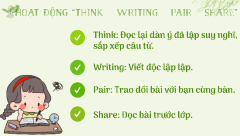 HOẠT ĐỘNG "THINK WRITING PAIR SHARE"
Think: Đọc lại dàn ý đã lập suy nghĩ,
sắp xếp câu từ.
Writing: Viết độc lập lập.
Pair: Trao đổi bài với bạn cùng bàn.
Share: Đọc bài trước lớp.